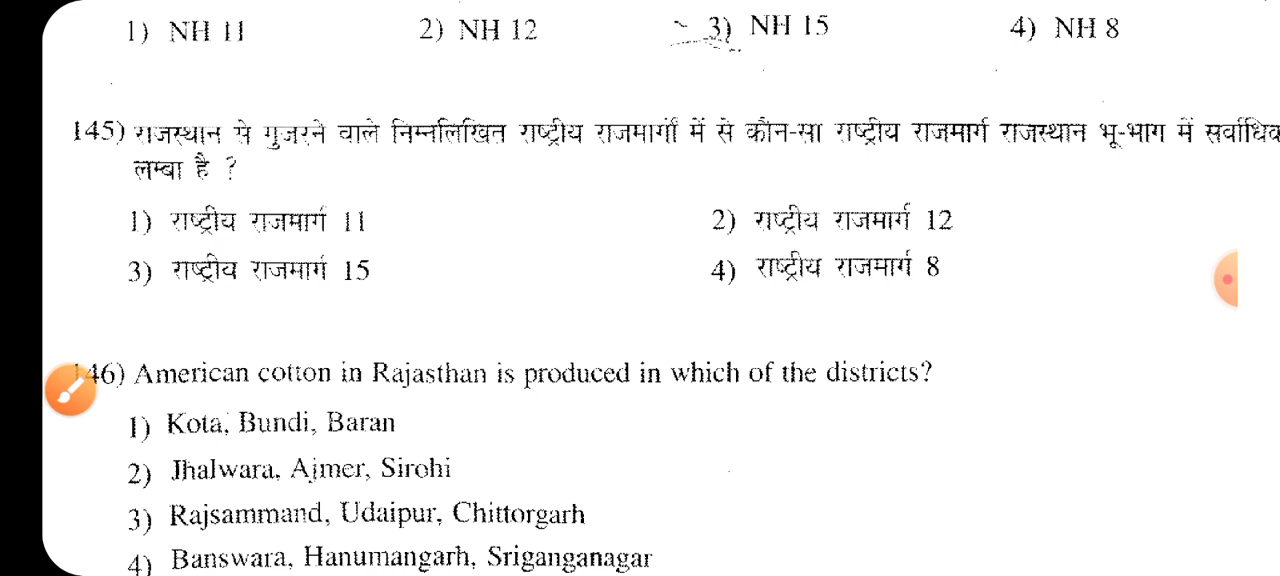 1) NH 11 2) NH 12 3) NH 15 4) NH 8
145) राजस्थान से गुजरने वाले निम्नलिखित राष्ट्रीय राजमार्गों में से कौन-सा राष्ट्रीय राजमार्ग राजस्थान भू-भाग में सर्वाधिक
लम्बा है ?
1) राष्ट्रीय राजमार्ग 11 2) राष्ट्रीय राजमार्ग 12
3) राष्ट्रीय राजमार्ग 15 4) राष्ट्रीय राजमार्ग 8
146) American cotton in Rajasthan is produced in which of the districts?
1) Kota, Bundi, Baran
2) Jhalwara, Ajmer, Sirohi
3) Rajsammand, Udaipur, Chittorgarh
4) Banswara, Hanumangarh, Sriganganagar